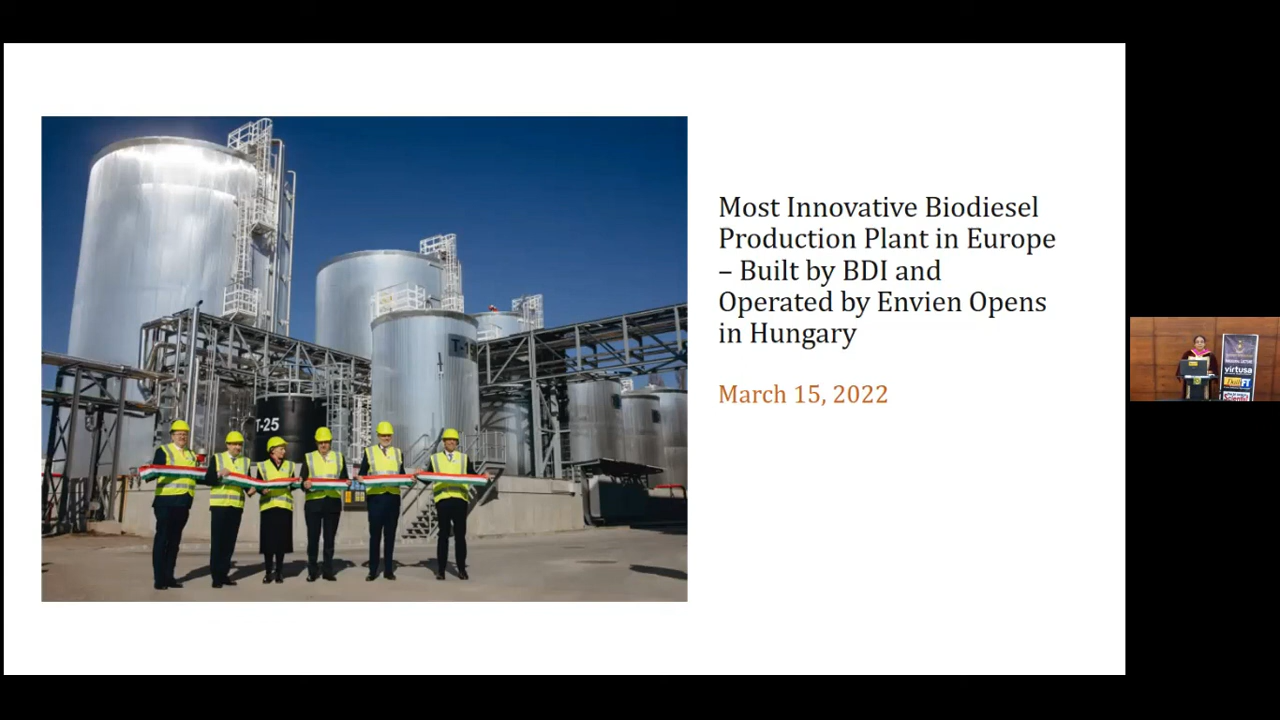 Most Innovative Biodiesel
Production Plant in Europe
– Built by BDI and
Operated by Envien Opens
in Hungary
March 15, 2022
T-25
virtusa